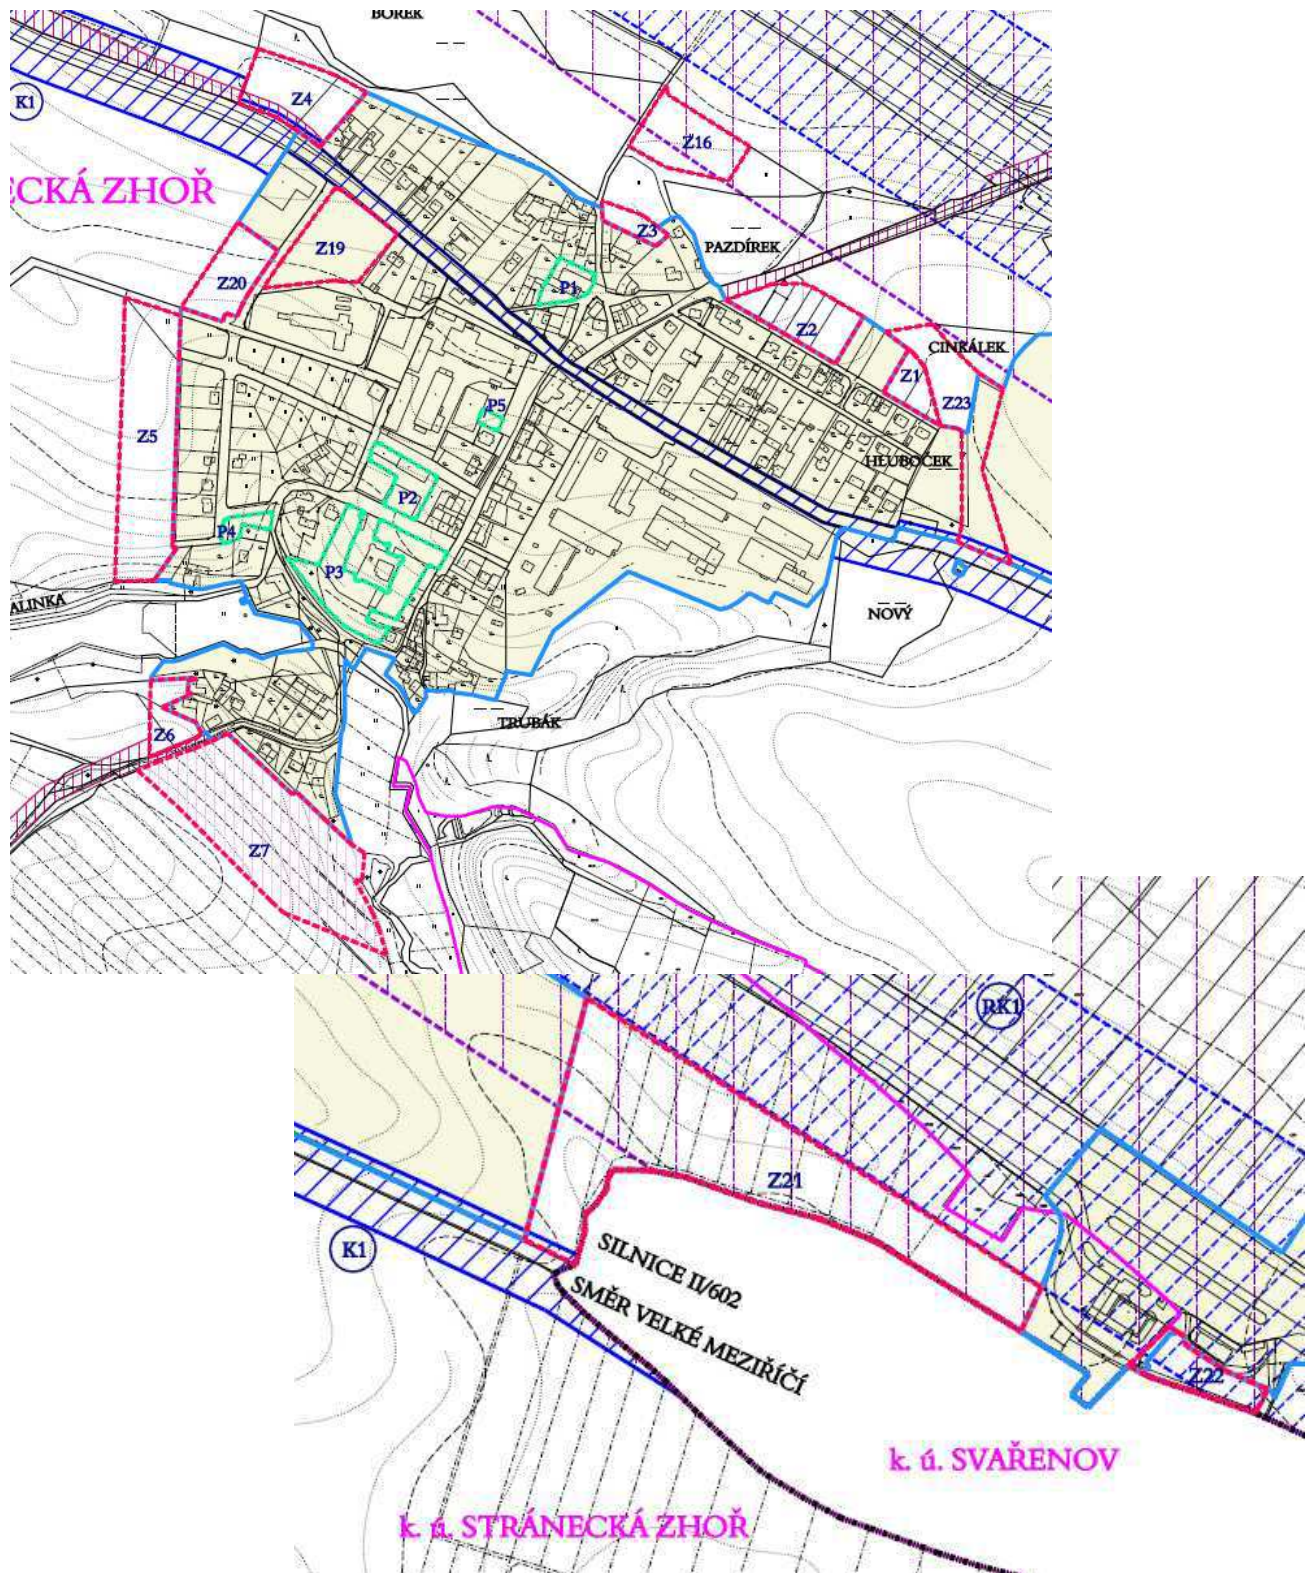 BOREK
K1
Z4
Z16
ECKÁ ZHOŘ
Z3
PAZDÍREK
Z19
Z20
P1
Z2
CINKÁLEK
Z1
Z23
P5
Z5
HLUBOČEK
P2
P4
P3
ALINKA
NOVÝ
TRUBÁK
Z6
Z7
RK1
Z21
K1
SILNICE II/602
SMĚR VELKÉ MEZIŘÍČÍ
Z22
k. ú. SVAŘENOV
k. ú. STRÁNECKÁ ZHOŘ